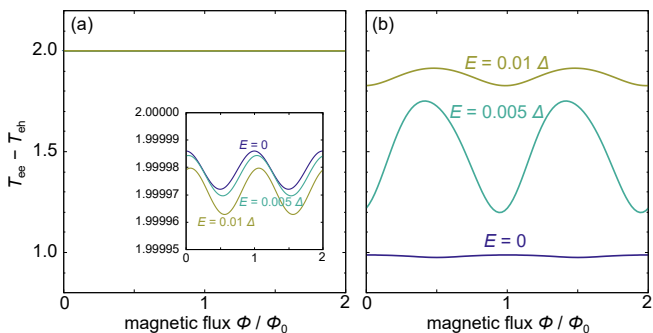 (a)
(b)
2.0
1.5
1.0
T_ee − T_eh
0
1
2
magnetic flux Φ / Φ_0
2.00000
1.99999
1.99998
1.99997
1.99996
1.99995
0
1
2
E = 0
E = 0.005 Δ
E = 0.01 Δ
E = 0.01 Δ
E = 0.005 Δ
E = 0
0
1
2
magnetic flux Φ / Φ_0